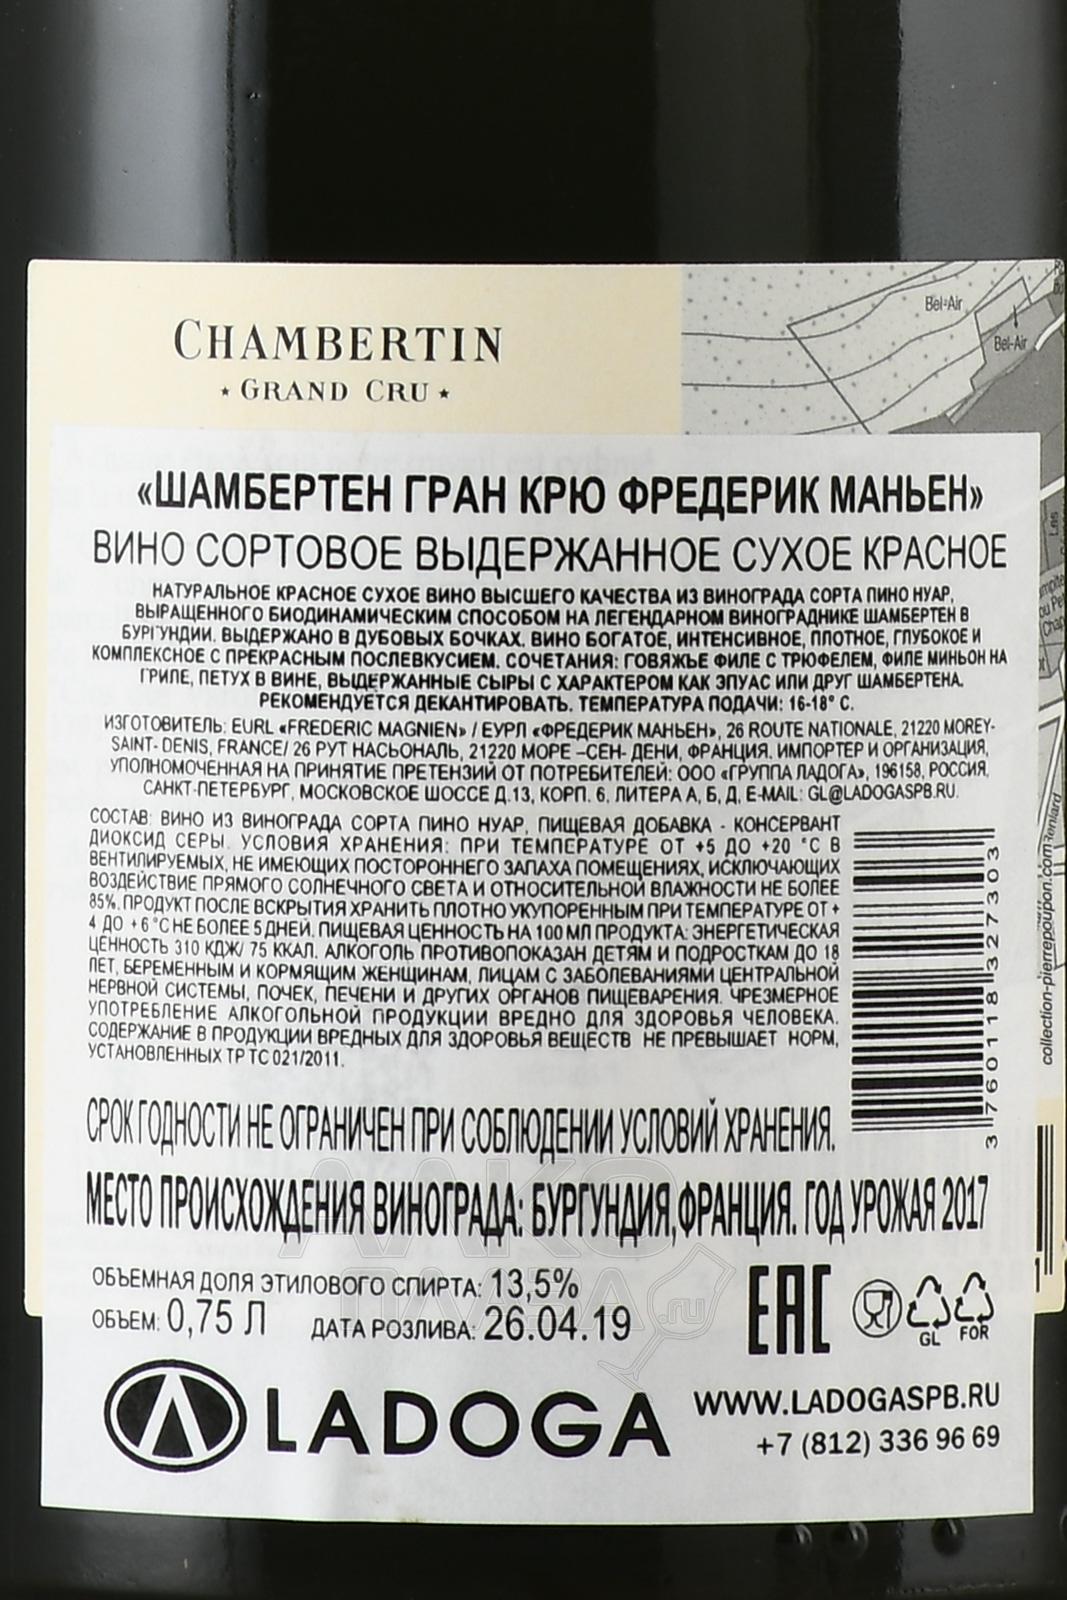 Bel-Air
Bel-Air
CHAMBERTIN
★ GRAND CRU ★
«ШАМБЕРТЕН ГРАН КРЮ ФРЕДЕРИК МАНЬЕН»
ВИНО СОРТОВОЕ ВЫДЕРЖАННОЕ СУХОЕ КРАСНОЕ
НАТУРАЛЬНОЕ КРАСНОЕ СУХОЕ ВИНО ВЫСШЕГО КАЧЕСТВА ИЗ ВИНОГРАДА СОРТА ПИНО НУАР,
ВЫРАЩЕННОГО БИОДИНАМИЧЕСКИМ СПОСОБОМ НА ЛЕГЕНДАРНОМ ВИНОГРАДНИКЕ ШАМБЕРТЕН В
БУРГУНДИИ. ВЫДЕРЖАНО В ДУБОВЫХ БОЧКАХ. ВИНО БОГАТОЕ, ИНТЕНСИВНОЕ, ПЛОТНОЕ, ГЛУБОКОЕ И
КОМПЛЕКСНОЕ С ПРЕКРАСНЫМ ПОСЛЕВКУСИЕМ. СОЧЕТАНИЯ: ГОВЯЖЬЕ ФИЛЕ С ТРЮФЕЛЕМ, ФИЛЕ МИНЬОН НА
ГРИЛЕ, ПЕТУХ В ВИНЕ, ВЫДЕРЖАННЫЕ СЫРЫ С ХАРАКТЕРОМ КАК ЭПУАС ИЛИ ДРУГ ШАМБЕРТЕНА.
РЕКОМЕНДУЕТСЯ ДЕКАНТИРОВАТЬ. ТЕМПЕРАТУРА ПОДАЧИ: 16-18° С.
ИЗГОТОВИТЕЛЬ: EURL «FREDERIC MAGNIEN» / ЕУРЛ «ФРЕДЕРИК МАНЬЕН», 26 ROUTE NATIONALE, 21220 MOREY-
SAINT- DENIS, FRANCE/ 26 РУТ НАСЬОНАЛЬ, 21220 МОРЕ –СЕН- ДЕНИ, ФРАНЦИЯ. ИМПОРТЕР И ОРГАНИЗАЦИЯ,
УПОЛНОМОЧЕННАЯ НА ПРИНЯТИЕ ПРЕТЕНЗИЙ ОТ ПОТРЕБИТЕЛЕЙ: ООО «ГРУППА ЛАДОГА», 196158, РОССИЯ,
САНКТ-ПЕТЕРБУРГ, МОСКОВСКОЕ ШОССЕ Д.13, КОРП. 6, ЛИТЕРА А, Б, Д, E-MAIL: GL@LADOGASPB.RU.
СОСТАВ: ВИНО ИЗ ВИНОГРАДА СОРТА ПИНО НУАР, ПИЩЕВАЯ ДОБАВКА - КОНСЕРВАНТ
ДИОКСИД СЕРЫ. УСЛОВИЯ ХРАНЕНИЯ: ПРИ ТЕМПЕРАТУРЕ ОТ +5 ДО +20 °С В
ВЕНТИЛИРУЕМЫХ, НЕ ИМЕЮЩИХ ПОСТОРОННЕГО ЗАПАХА ПОМЕЩЕНИЯХ, ИСКЛЮЧАЮЩИХ
ВОЗДЕЙСТВИЕ ПРЯМОГО СОЛНЕЧНОГО СВЕТА И ОТНОСИТЕЛЬНОЙ ВЛАЖНОСТИ НЕ БОЛЕЕ
85%. ПРОДУКТ ПОСЛЕ ВСКРЫТИЯ ХРАНИТЬ ПЛОТНО УКУПОРЕННЫМ ПРИ ТЕМПЕРАТУРЕ ОТ +
4 ДО +6 °С НЕ БОЛЕЕ 5 ДНЕЙ. ПИЩЕВАЯ ЦЕННОСТЬ НА 100 МЛ ПРОДУКТА: ЭНЕРГЕТИЧЕСКАЯ
ЦЕННОСТЬ 310 КДЖ/ 75 ККАЛ. АЛКОГОЛЬ ПРОТИВОПОКАЗАН ДЕТЯМ И ПОДРОСТКАМ ДО 18
ЛЕТ, БЕРЕМЕННЫМ И КОРМЯЩИМ ЖЕНЩИНАМ, ЛИЦАМ С ЗАБОЛЕВАНИЯМИ ЦЕНТРАЛЬНОЙ
НЕРВНОЙ СИСТЕМЫ, ПОЧЕК, ПЕЧЕНИ И ДРУГИХ ОРГАНОВ ПИЩЕВАРЕНИЯ. ЧРЕЗМЕРНОЕ
УПОТРЕБЛЕНИЕ АЛКОГОЛЬНОЙ ПРОДУКЦИИ ВРЕДНО ДЛЯ ЗДОРОВЬЯ ЧЕЛОВЕКА.
СОДЕРЖАНИЕ В ПРОДУКЦИИ ВРЕДНЫХ ДЛЯ ЗДОРОВЬЯ ВЕЩЕСТВ НЕ ПРЕВЫШАЕТ НОРМ,
УСТАНОВЛЕННЫХ ТР ТС 021/2011.
3 760118 327303
collection-pierrepoupon.com
СРОК ГОДНОСТИ НЕ ОГРАНИЧЕН ПРИ СОБЛЮДЕНИИ УСЛОВИЙ ХРАНЕНИЯ.
МЕСТО ПРОИСХОЖДЕНИЯ ВИНОГРАДА: БУРГУНДИЯ,ФРАНЦИЯ. ГОД УРОЖАЯ 2017
ОБЪЕМНАЯ ДОЛЯ ЭТИЛОВОГО СПИРТА: 13,5%
ОБЪЕМ: 0,75 Л ДАТА РОЗЛИВА: 26.04.19
EAC
GL
FOR
АЛКО
ПЛАЗА.ru
LADOGA
WWW.LADOGASPB.RU
+7 (812) 336 96 69